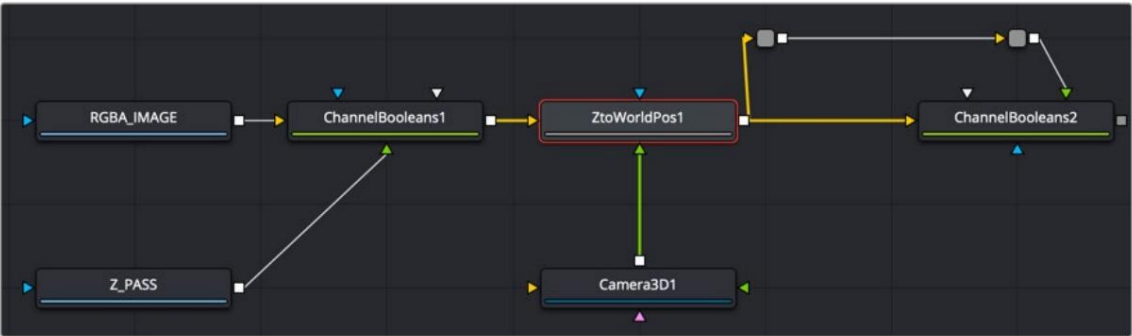 RGBA_IMAGE
ChannelBooleans1
ZtoWorldPos1
ChannelBooleans2
Z_PASS
Camera3D1